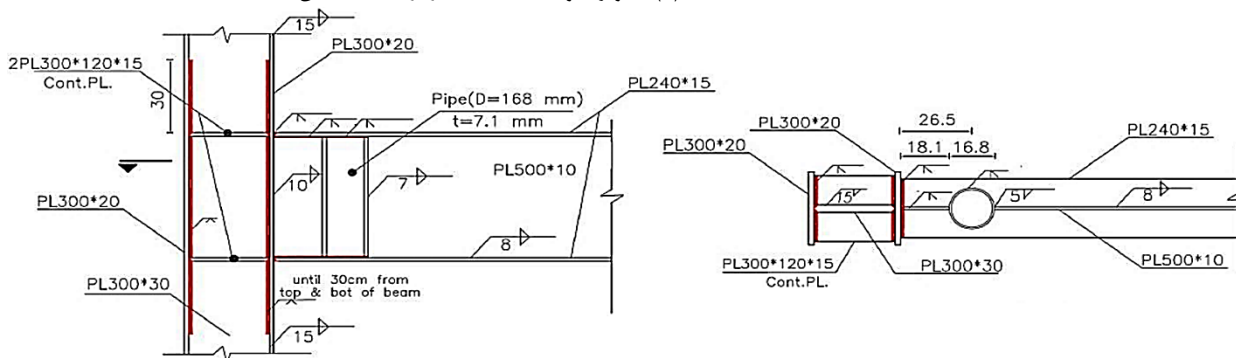 15
PL300*20
2PL300*120*15
Cont.PL.
30
Pipe(D=168 mm)
t=7.1 mm
PL240*15
10
7
PL500*10
PL300*20
8
until 30cm from
top & bot of beam
PL300*30
15
PL300*20
26.5
PL300*20
18.1
16.8
PL240*15
15
5
8
PL300*120*15
Cont.PL.
PL300*30
PL500*10